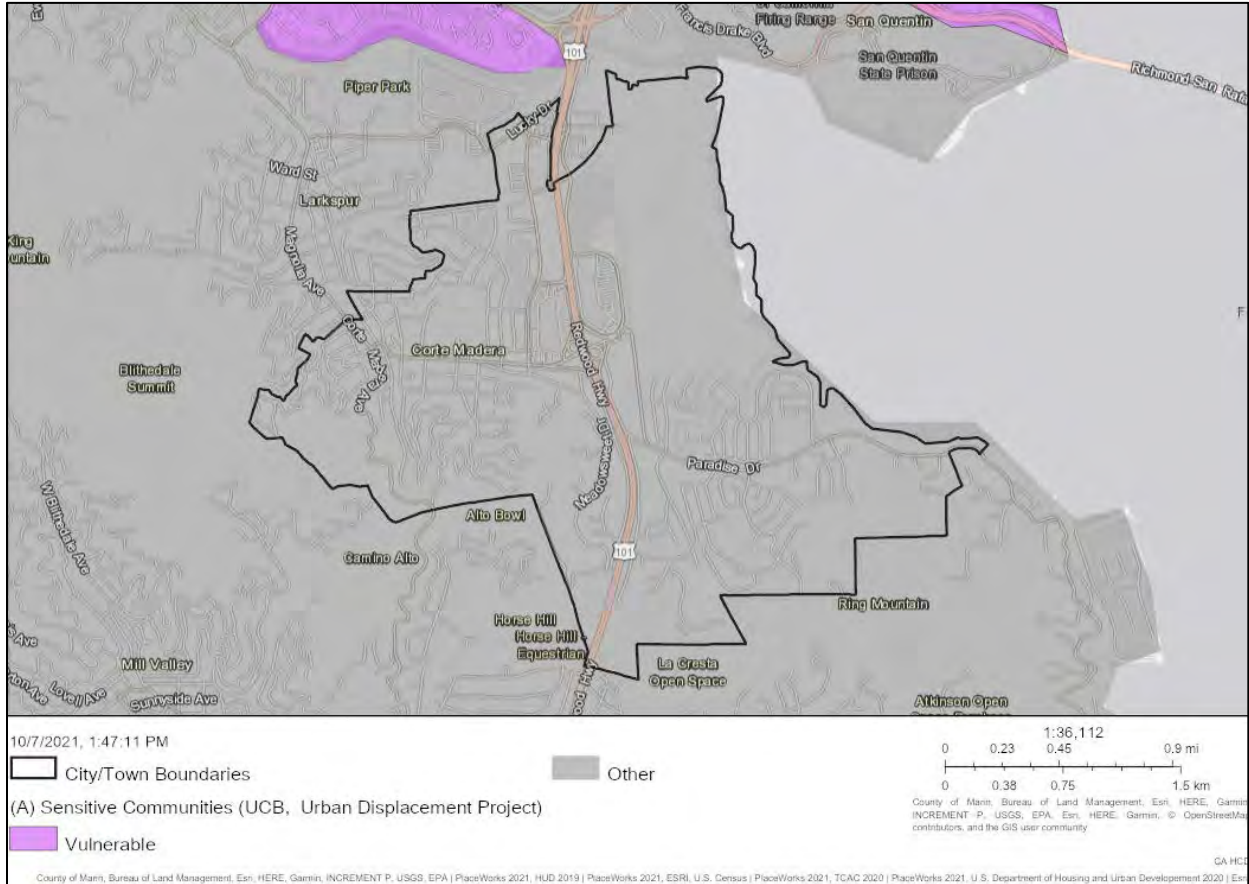 101
Firing Range
San Quentin
Francis Drake Blvd
San Quentin
State Prison
Richmond-San Rafa
Piper Park
Lucky Dr
Ward St
Larkspur
King
untain
Magnolia Ave
Corte Madera Ave
Corte Madera
Redwood Hwy
Blithedale
Summit
Meadowsweet Dr
Paradise Dr
W Blithedale Ave
Alto Bowl
101
Camino Alto
Ring Mountain
Horse Hill
Horse Hill
Equestrian
Mill Valley
La Cresta
Open Space
Lovell Ave
Sunnyside Ave
ood Hwy
Atkinson Open
10/7/2021, 1:47:11 PM
City/Town Boundaries
Other
(A) Sensitive Communities (UCB, Urban Displacement Project)
Vulnerable
1:36,112
0 0.23 0.45 0.9 mi
0 0.38 0.75 1.5 km
County of Marin, Bureau of Land Management, Esri, HERE, Garmin,
INCREMENT P, USGS, EPA, Esri, HERE, Garmin, © OpenStreetMap
contributors, and the GIS user community
CA HCD
County of Marin, Bureau of Land Management, Esri, HERE, Garmin, INCREMENT P, USGS, EPA | PlaceWorks 2021, HUD 2019 | PlaceWorks 2021, ESRI, U.S. Census | PlaceWorks 2021, TCAC 2020 | PlaceWorks 2021, U.S. Department of Housing and Urban Developement 2020 | Esri